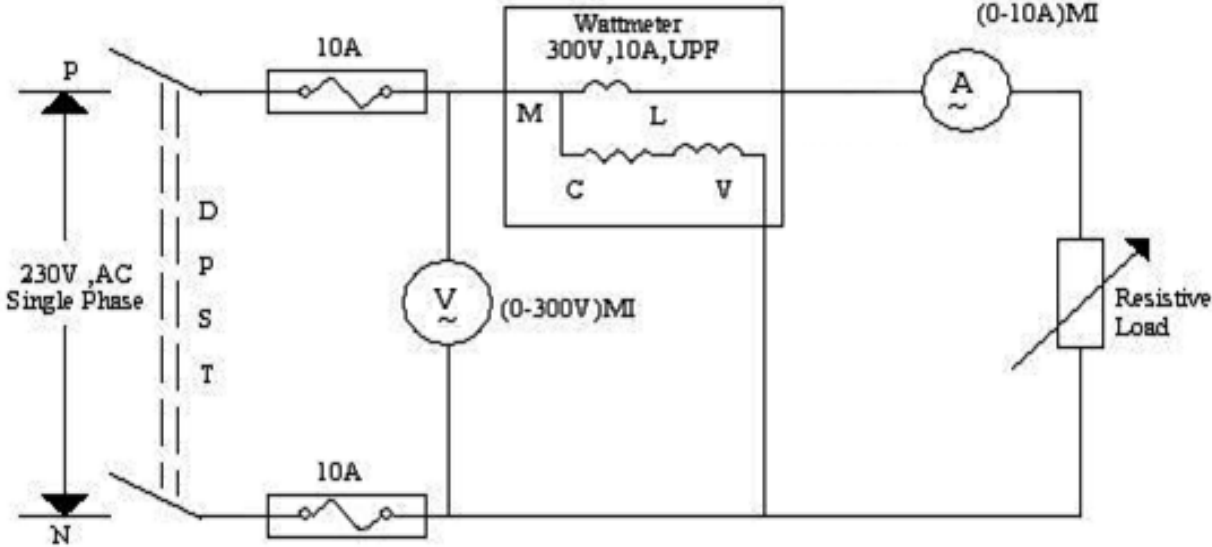 (0-10A)MI
Wattmeter
300V,10A,UPF
10A
P
A
~
M
L
C
V
D
P
S
T
230V ,AC
Single Phase
V
~
(0-300V)MI
Resistive
Load
10A
N